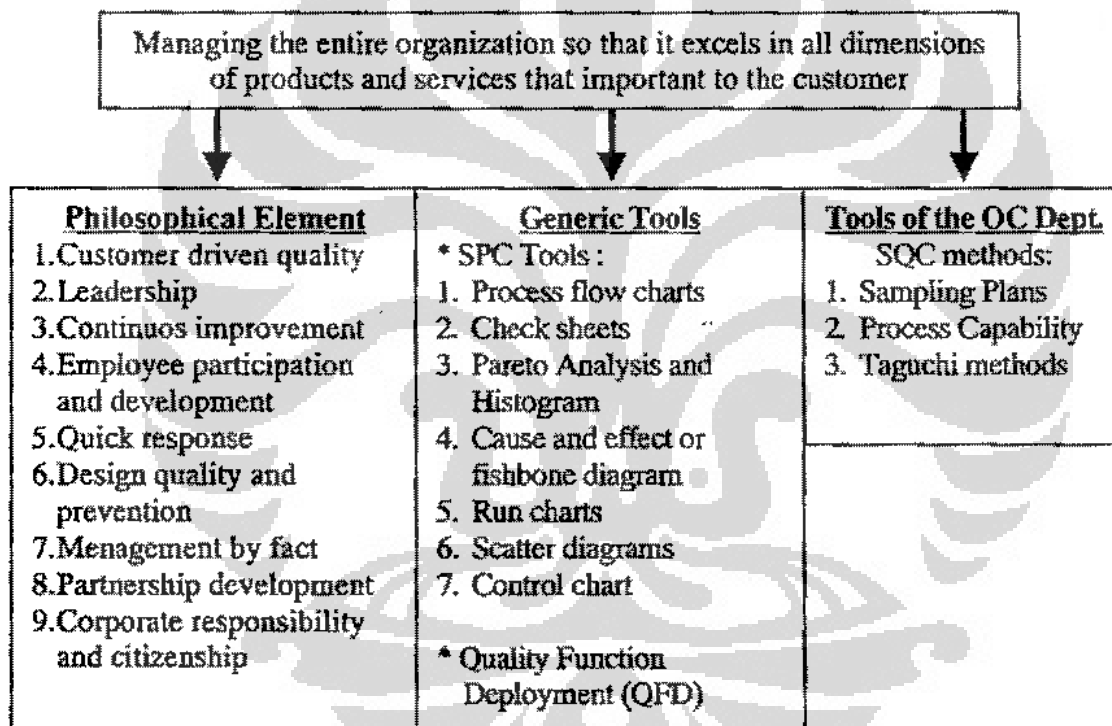 Managing the entire organization so that it excels in all dimensions
of products and services that important to the customer
Philosophical Element
1.Customer driven quality
2.Leadership
3.Continuos improvement
4.Employee participation
and development
5.Quick response
6.Design quality and
prevention
7.Menagement by fact
8.Partnership development
9.Corporate responsibility
and citizenship
Generic Tools
* SPC Tools :
1. Process flow charts
2. Check sheets
3. Pareto Analysis and
Histogram
4. Cause and effect or
fishbone diagram
5. Run charts
6. Scatter diagrams
7. Control chart
* Quality Function
Deployment (QFD)
Tools of the OC Dept.
SQC methods:
1. Sampling Plans
2. Process Capability
3. Taguchi methods